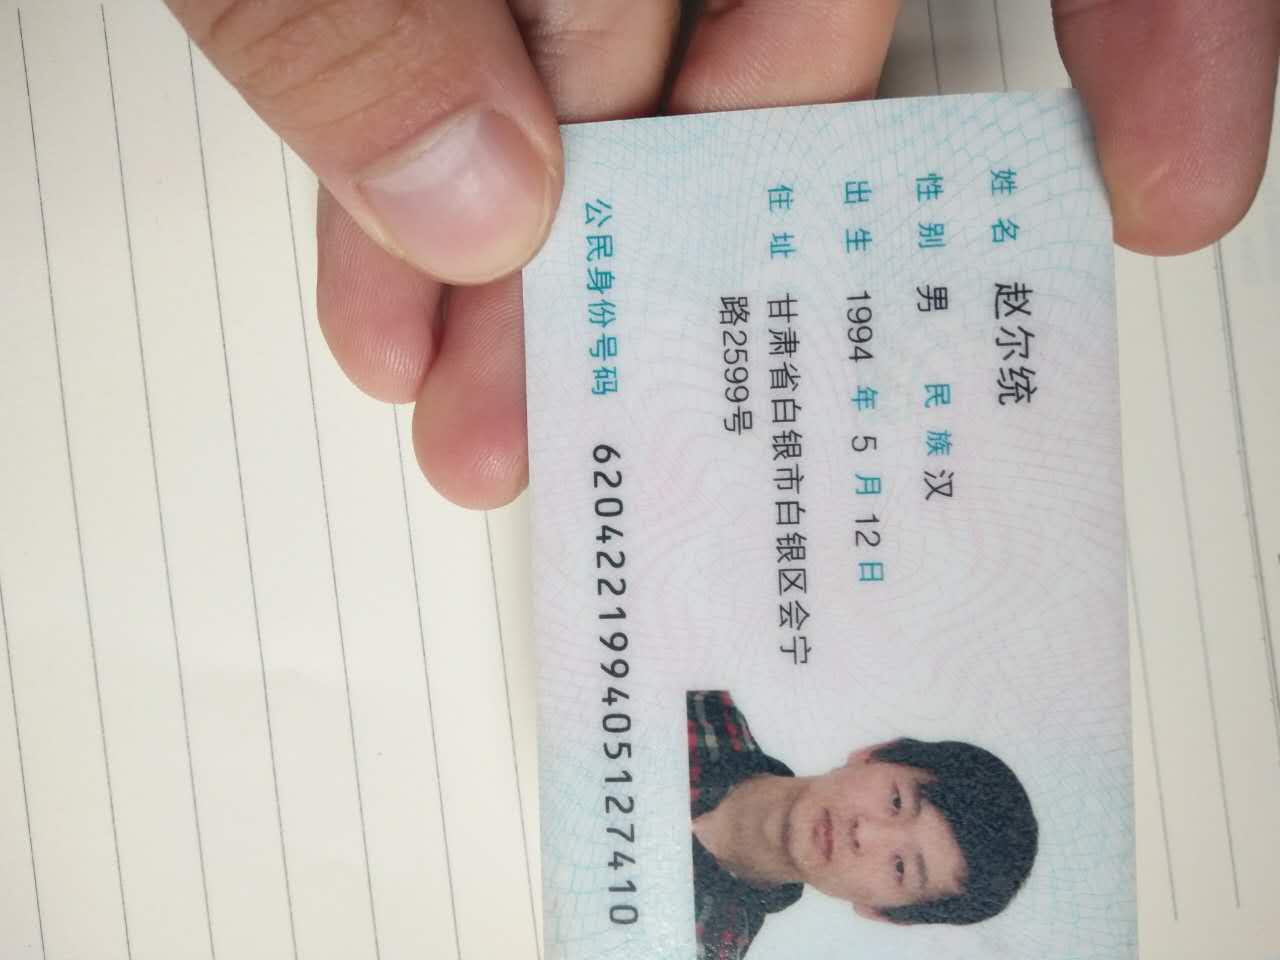 姓名 赵尔统
性别 男 民族 汉
出生 1994 年 5 月 12 日
住址 甘肃省白银市白银区会宁
路2599号
公民身份号码 620422199405127410